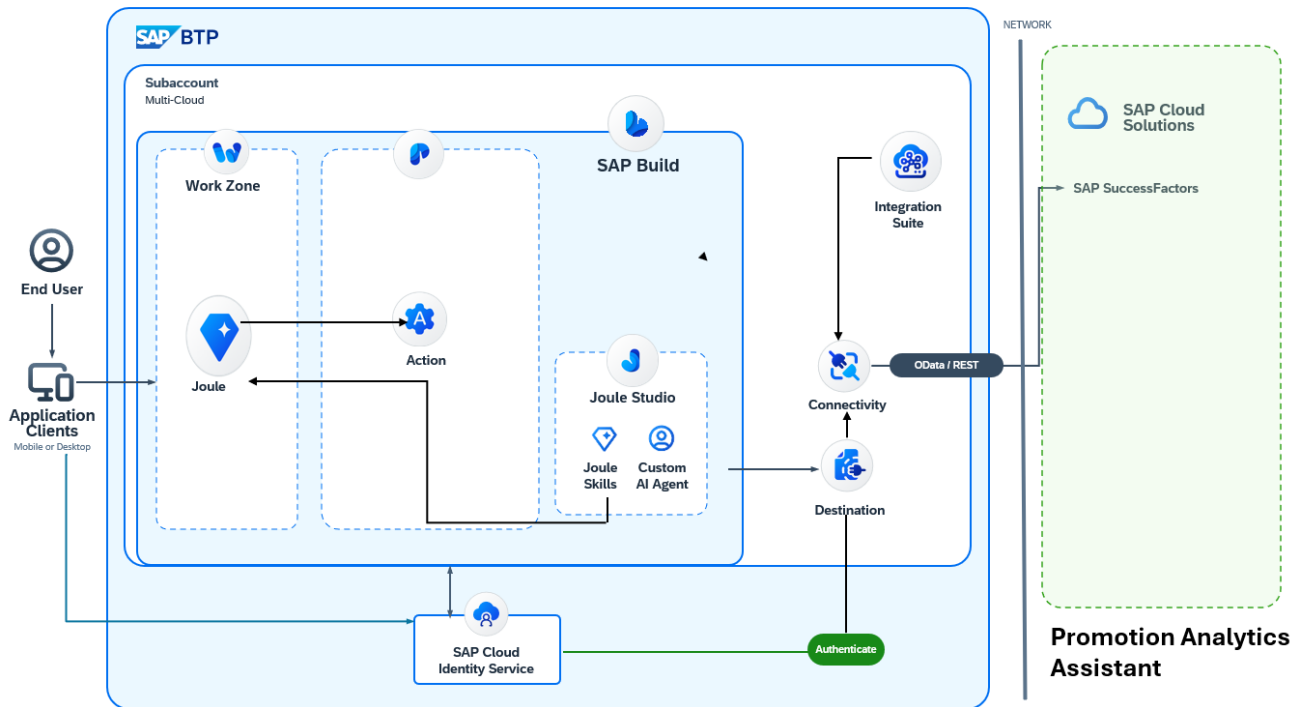 SAP BTP
NETWORK
Subaccount
Multi-Cloud
SAP Cloud
Solutions
SAP Build
Work Zone
SAP SuccessFactors
Integration
Suite
End User
Action
Joule
OData / REST
Joule Studio
Connectivity
Application
Clients
Mobile or Desktop
Joule
Skills
Custom
AI Agent
Destination
Promotion Analytics
Assistant
SAP Cloud
Identity Service
Authenticate